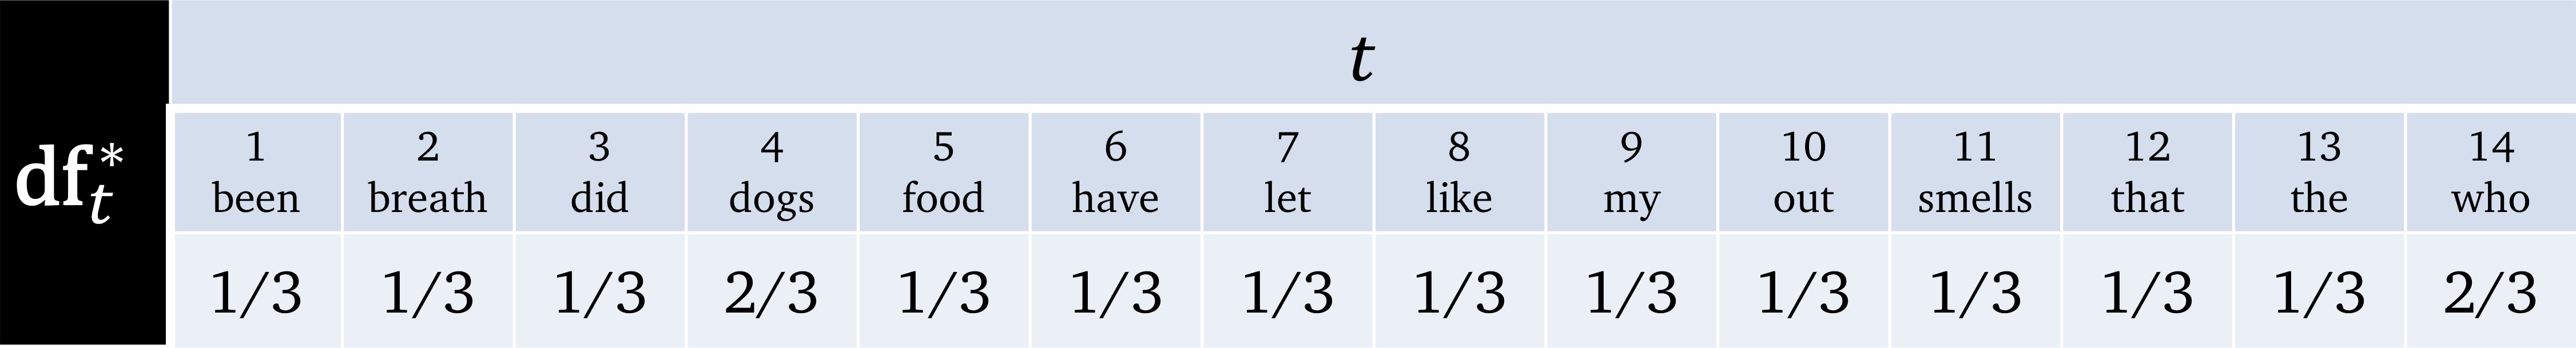 t
df*t
1 2 3 4 5 6 7 8 9 10 11 12 13 14
been breath did dogs food have let like my out smells that the who
1/3 1/3 1/3 2/3 1/3 1/3 1/3 1/3 1/3 1/3 1/3 1/3 1/3 2/3